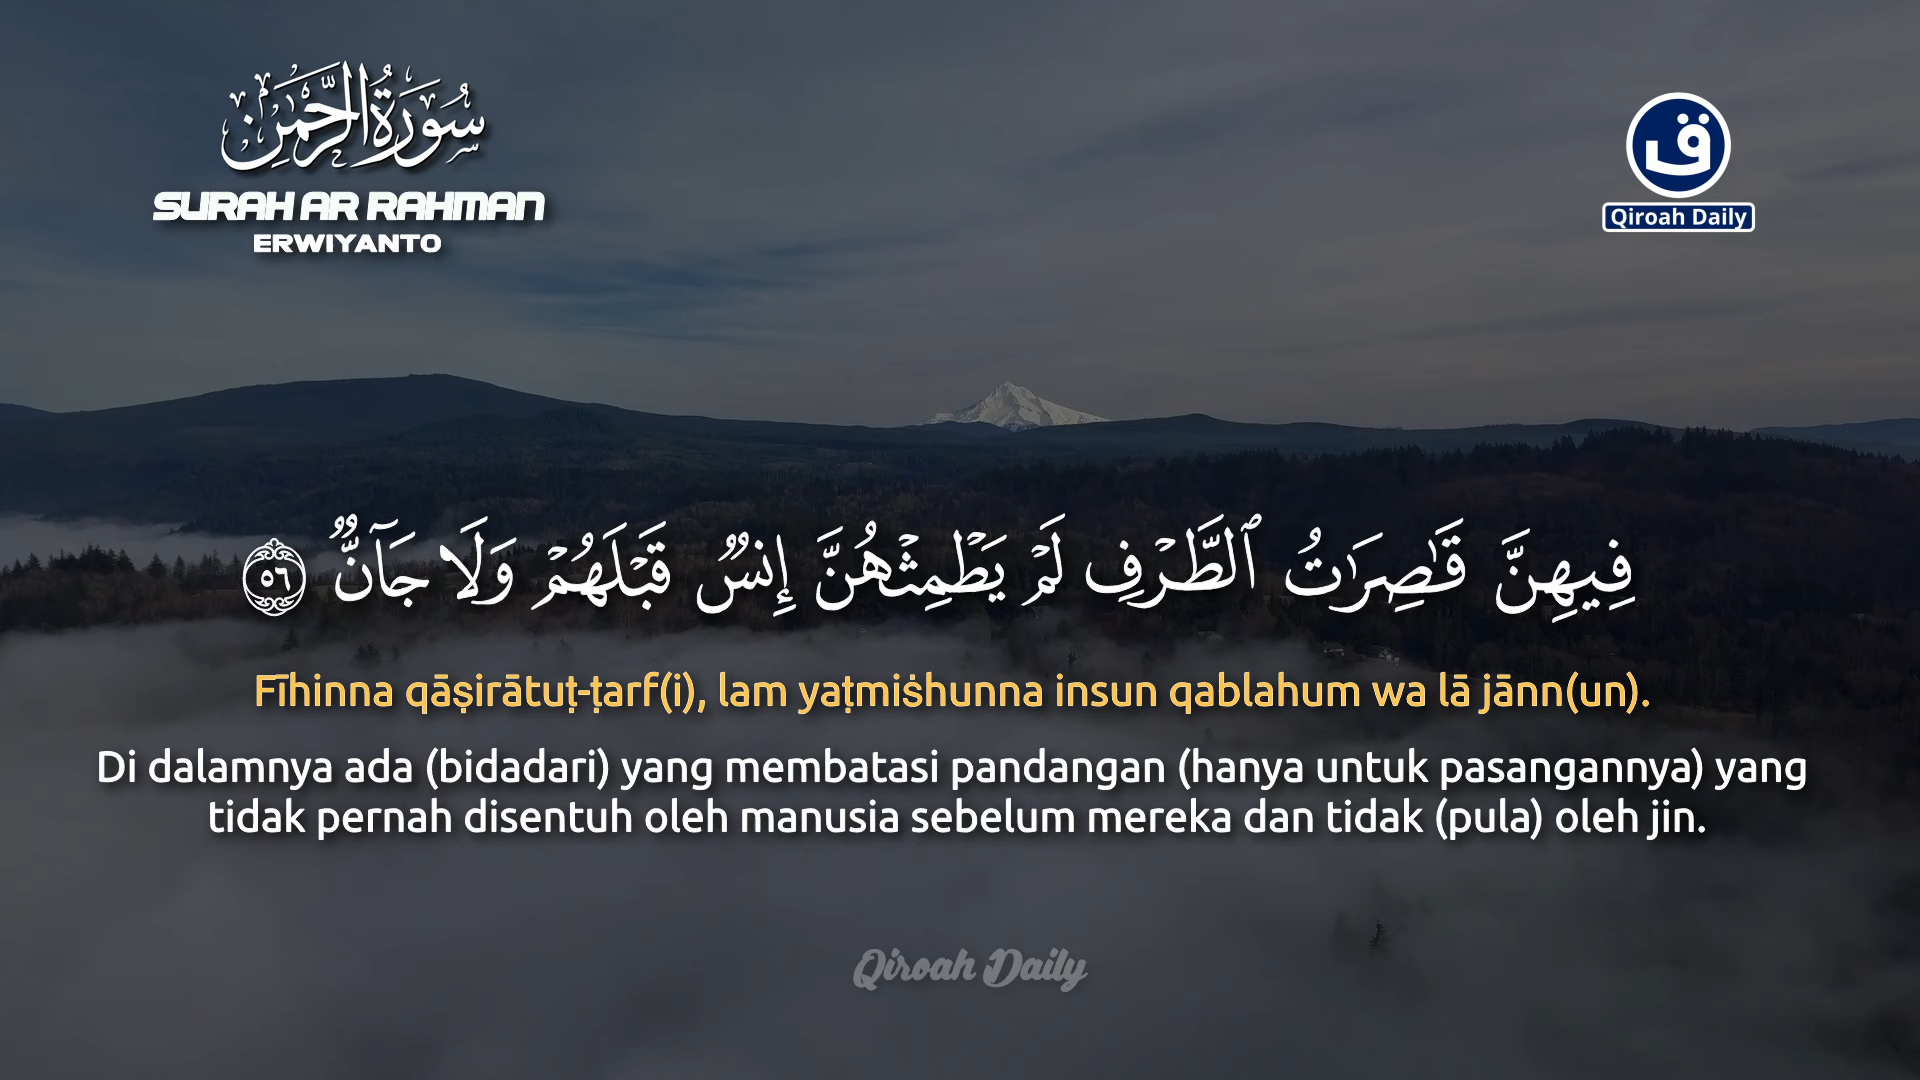 سُورَةُ الرَّحْمَٰنِ
SURAH AR RAHMAN
ERWIYANTO
ق
Qiroah Daily
فِيهِنَّ قَٰصِرَٰتُ ٱلطَّرْفِ لَمْ يَطْمِثْهُنَّ إِنسٌ قَبْلَهُمْ وَلَا جَآنٌّ ٥٦
Fīhinna qāṣirātuṭ-ṭarf(i), lam yaṭmiṡhunna insun qablahum wa lā jānn(un).
Di dalamnya ada (bidadari) yang membatasi pandangan (hanya untuk pasangannya) yang
tidak pernah disentuh oleh manusia sebelum mereka dan tidak (pula) oleh jin.
Qiroah Daily